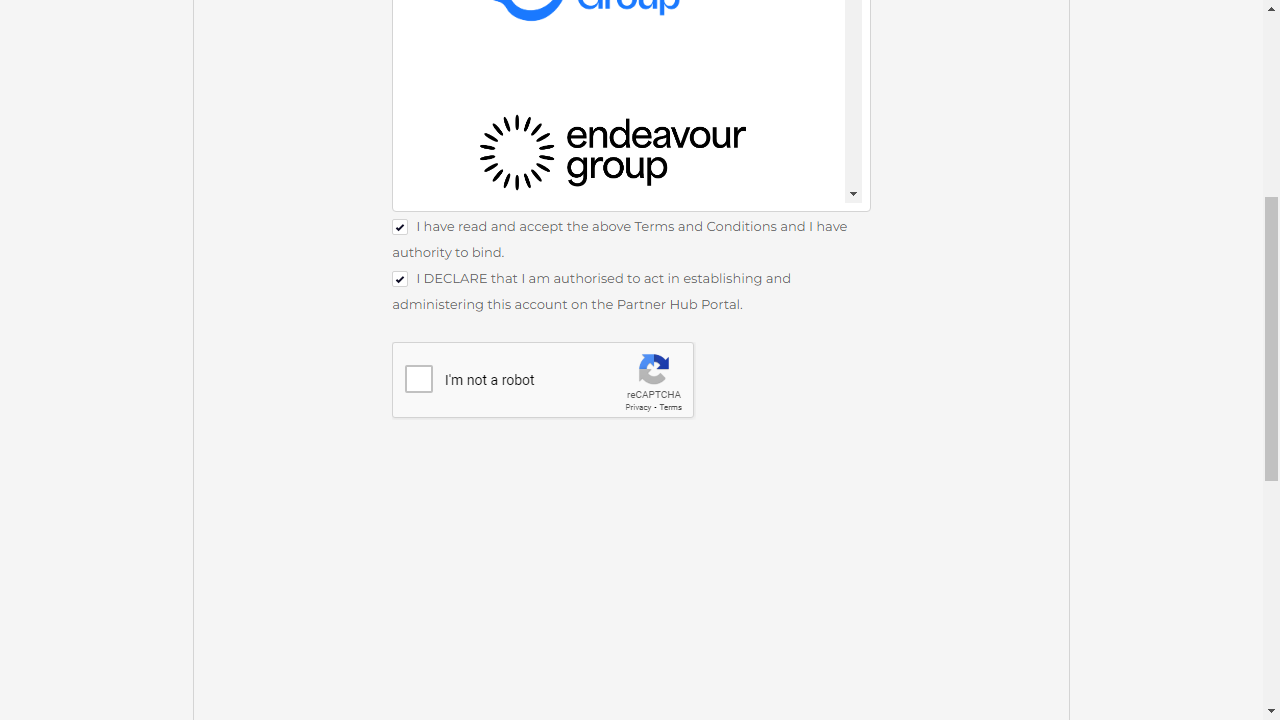 Group
endeavour
group
I have read and accept the above Terms and Conditions and I have
authority to bind.
I DECLARE that I am authorised to act in establishing and
administering this account on the Partner Hub Portal.
I'm not a robot
reCAPTCHA
Privacy - Terms